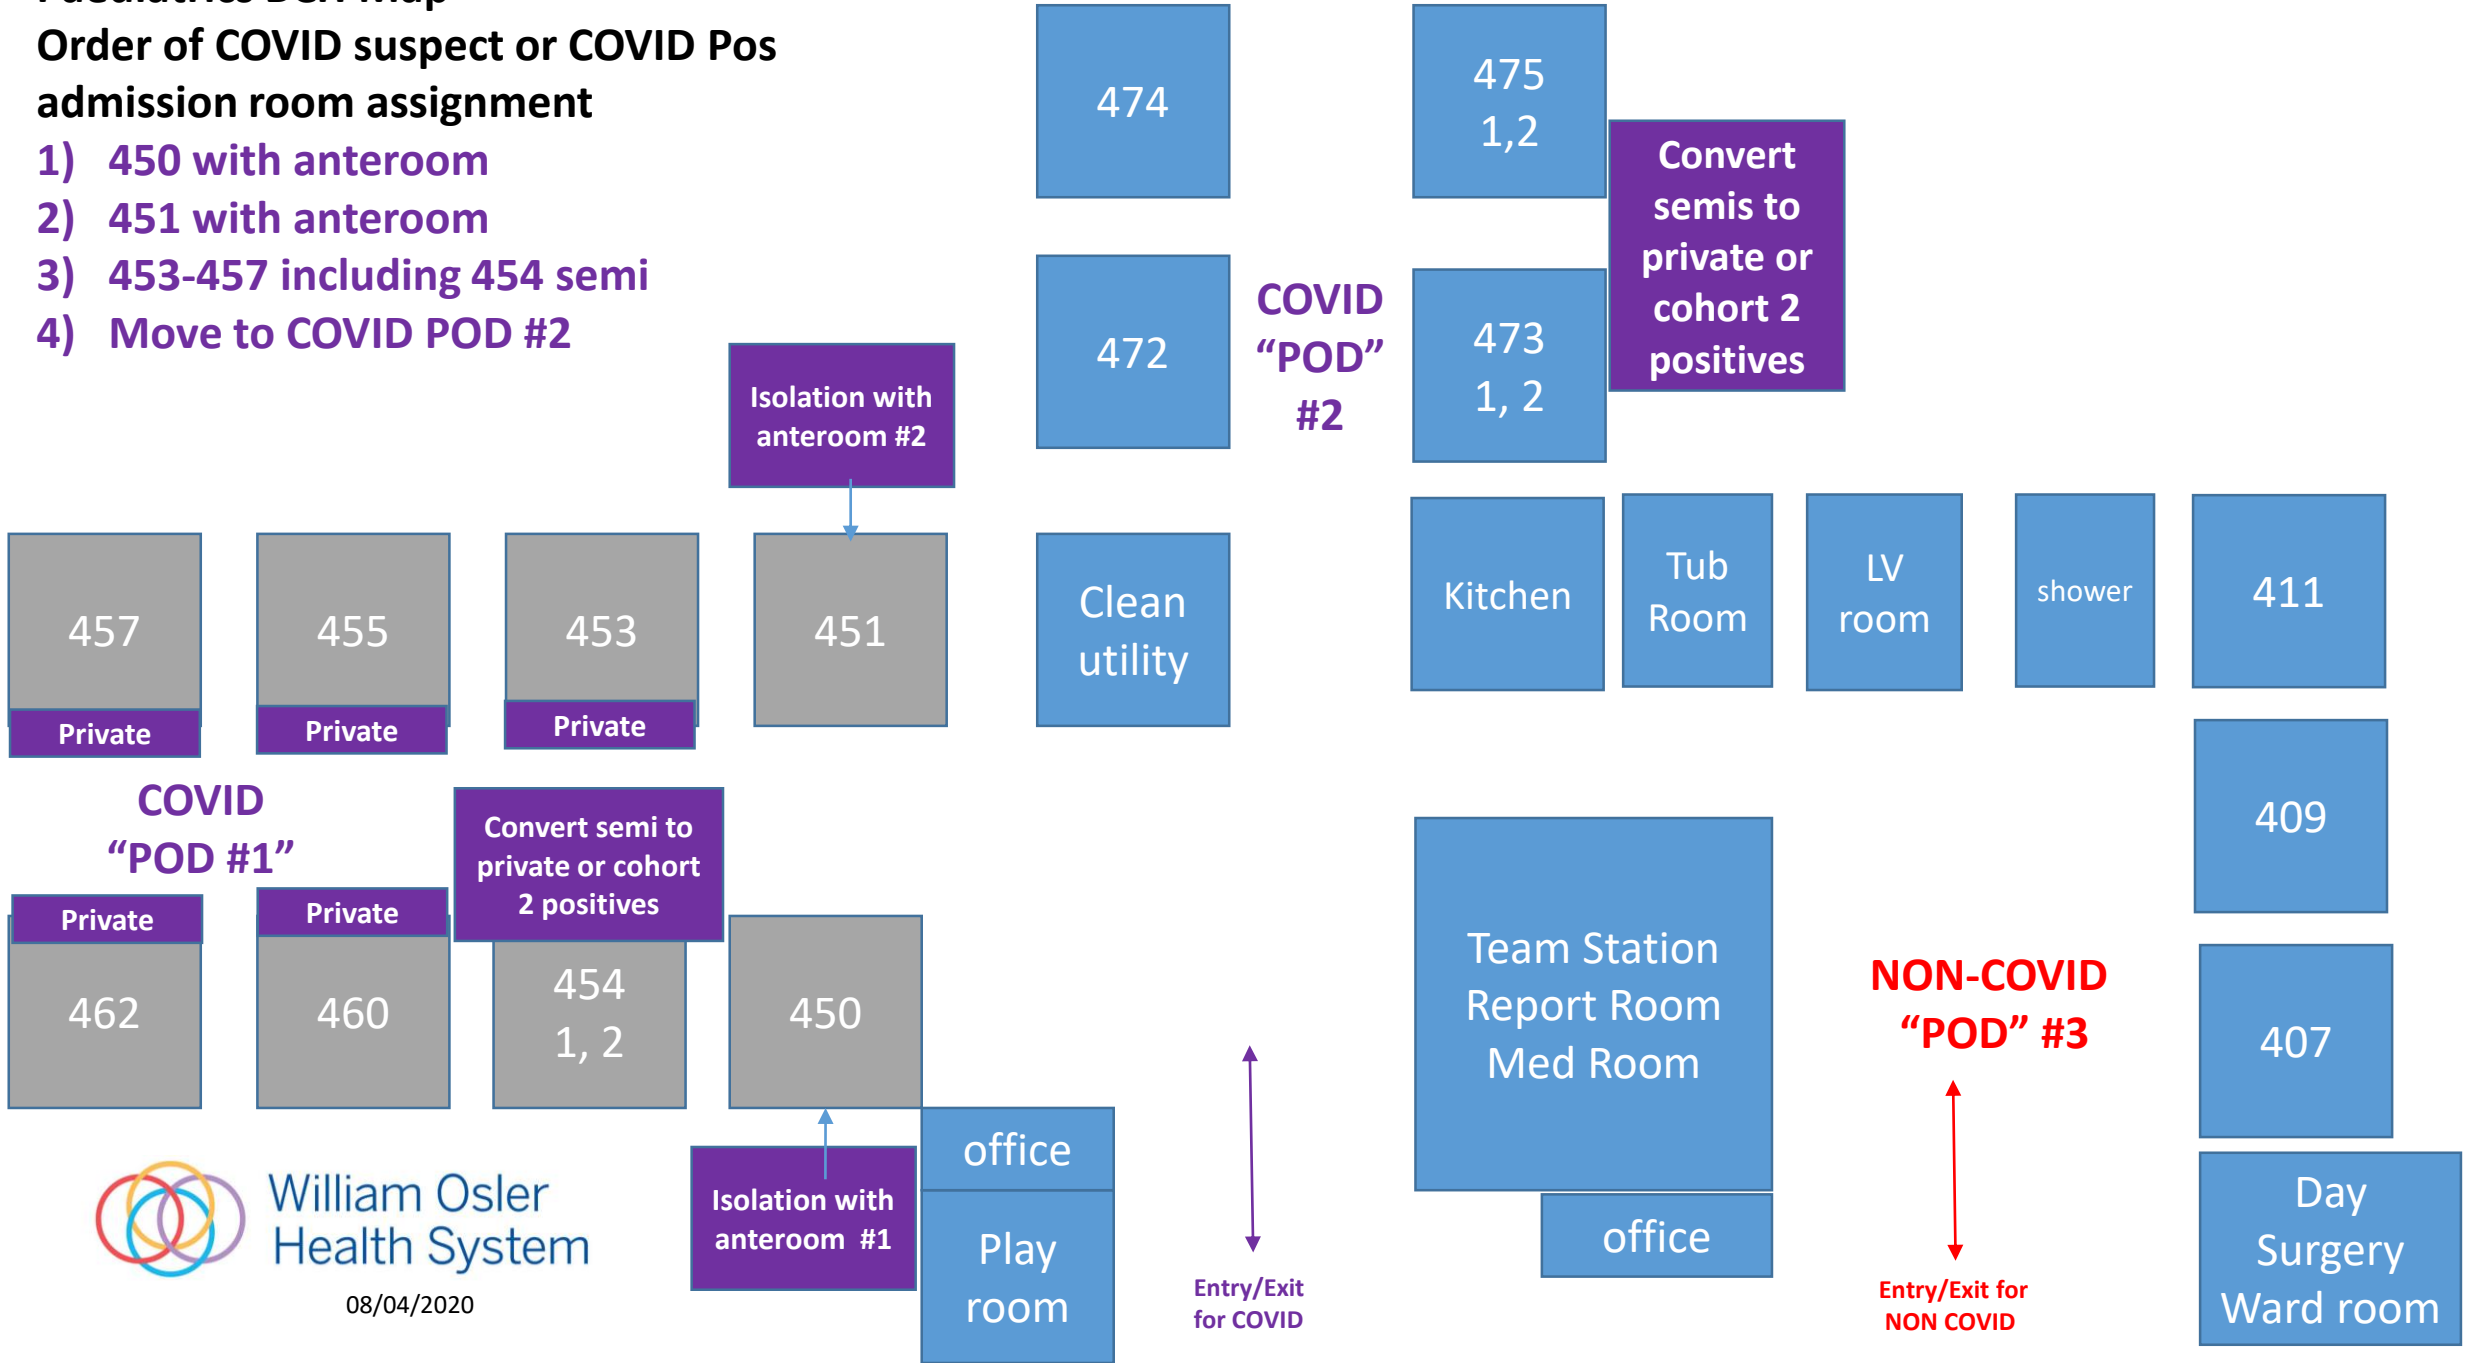 Order of COVID suspect or COVID Pos
admission room assignment
1) 450 with anteroom
2) 451 with anteroom
3) 453-457 including 454 semi
4) Move to COVID POD #2
474
475
1,2
Convert
semis to
private or
cohort 2
positives
472
COVID
“POD”
#2
473
1, 2
Isolation with
anteroom #2
457
Private
455
Private
453
Private
451
Clean
utility
Kitchen
Tub
Room
LV
room
shower
411
409
407
COVID
“POD #1”
Convert semi to
private or cohort
2 positives
Private
462
Private
460
454
1, 2
450
Isolation with
anteroom #1
office
Play
room
Entry/Exit
for COVID
Team Station
Report Room
Med Room
office
NON-COVID
“POD” #3
Entry/Exit for
NON COVID
Day
Surgery
Ward room
William Osler
Health System
08/04/2020